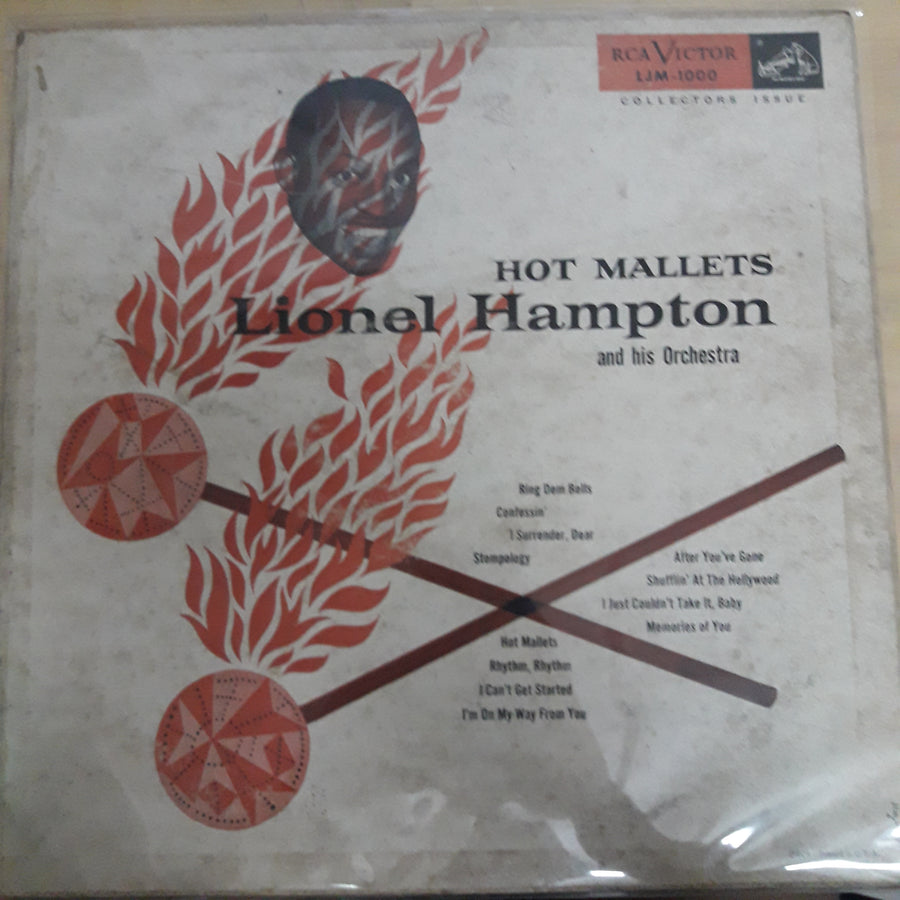 RCA VICTOR
LJM-1000
COLLECTORS ISSUE
HOT MALLETS
Lionel Hampton
and his Orchestra
Ring Dem Bells
Confessin'
I Surrender, Dear
Stompology
After You've Gone
Shufflin' At The Hollywood
I Just Couldn't Take It, Baby
Memories of You
Hot Mallets
Rhythm, Rhythm
I Can't Get Started
I'm On My Way From You